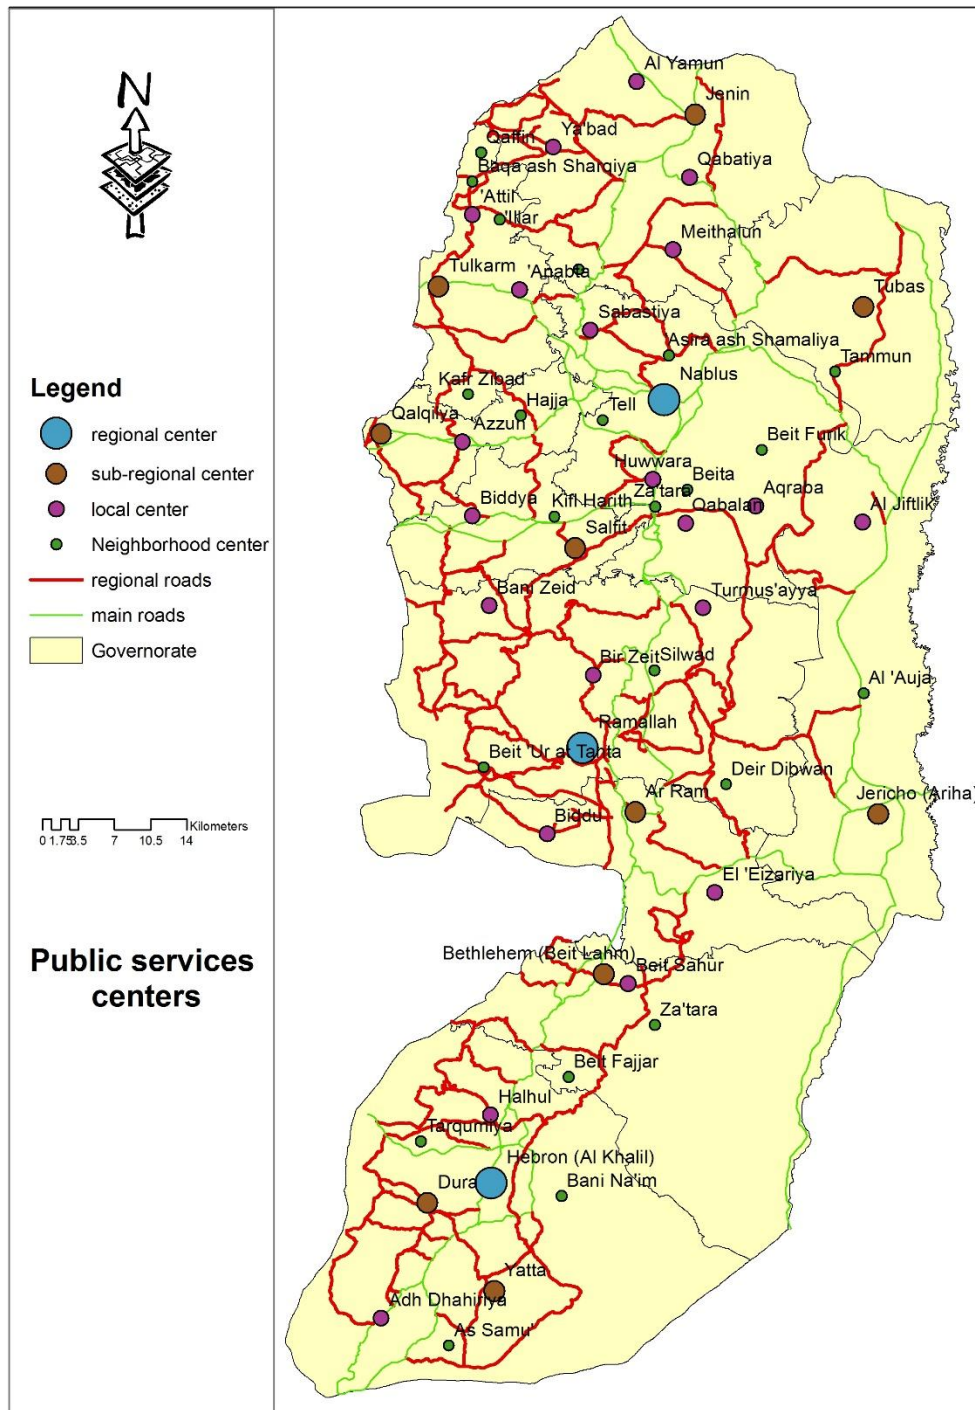 N
Legend
regional center
sub-regional center
local center
Neighborhood center
regional roads
main roads
Governorate
Kilometers
0 1.753.5 7 10.5 14
Public services
centers
Al Yamun
Jenin
Ya'bad
Qaffin
Qabatiya
Baqa ash Sharqiya
'Attil
'Illar
Meithalun
Tulkarm
'Anabta
Tubas
Sabastiya
Asira ash Shamaliya
Tammun
Nablus
Kafr Zibad
Hajja
Tell
Qalqilya
'Azzun
Beit Furik
Huwwara
Beita
Za'tara
Aqraba
Biddya
Kifl Harith
Qabalan
Al Jiftlik
Salfit
Bani Zeid
Turmus'ayya
Bir Zeit
Silwad
Al 'Auja
Ramallah
Beit 'Ur at Tahta
Deir Dibwan
Ar Ram
Jericho (Ariha)
Biddu
El 'Eizariya
Bethlehem (Beit Lahm)
Beit Sahur
Za'tara
Beit Fajjar
Halhul
Tarqumiya
Hebron (Al Khalil)
Dura
Bani Na'im
Yatta
Adh Dhahiriya
As Samu'